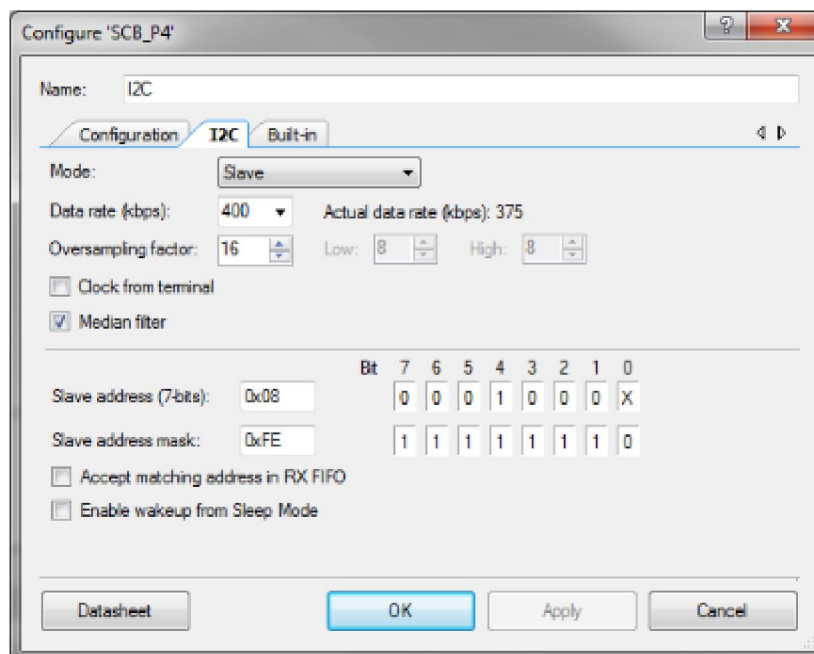 Configure 'SCB_P4'
Name: I2C
Configuration I2C Built-in
Mode: Slave
Data rate (kbps): 400 Actual data rate (kbps): 375
Oversampling factor: 16 Low: 8 High: 8
Clock from terminal
Median filter
Bit 7 6 5 4 3 2 1 0
Slave address (7-bits): 0x08 0 0 0 1 0 0 0 X
Slave address mask: 0xFE 1 1 1 1 1 1 1 0
Accept matching address in RX FIFO
Enable wakeup from Sleep Mode
Datasheet OK Apply Cancel